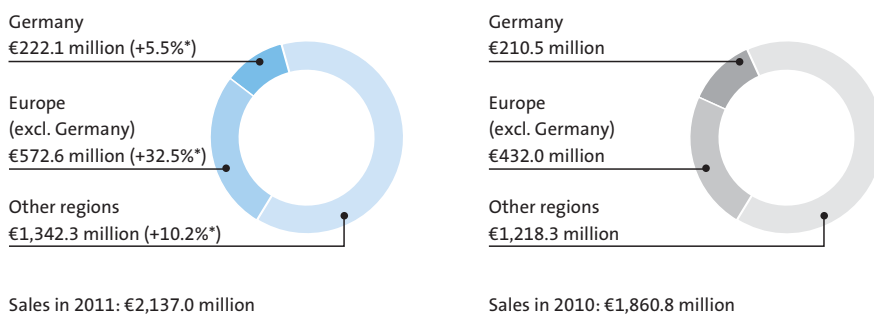 Germany
€222.1 million (+5.5%*)
Europe
(excl. Germany)
€572.6 million (+32.5%*)
Other regions
€1,342.3 million (+10.2%*)
Sales in 2011: €2,137.0 million
Germany
€210.5 million
Europe
(excl. Germany)
€432.0 million
Other regions
€1,218.3 million
Sales in 2010: €1,860.8 million